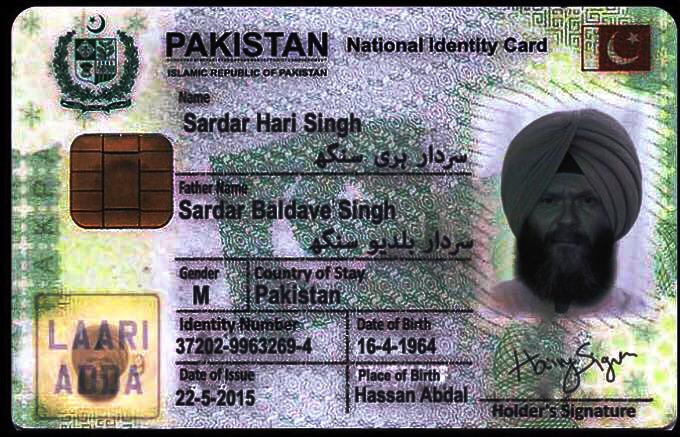 PAKISTAN National Identity Card
ISLAMIC REPUBLIC OF PAKISTAN
Name
Sardar Hari Singh
سردار ہری سنگھ
Father Name
Sardar Baldave Singh
سردار بلدیو سنگھ
Gender Country of Stay
M Pakistan
Identity Number Date of Birth
37202-9963269-4 16-4-1964
Date of Issue Place of Birth
22-5-2015 Hassan Abdal
Holder's Signature
LAARI
ADDA